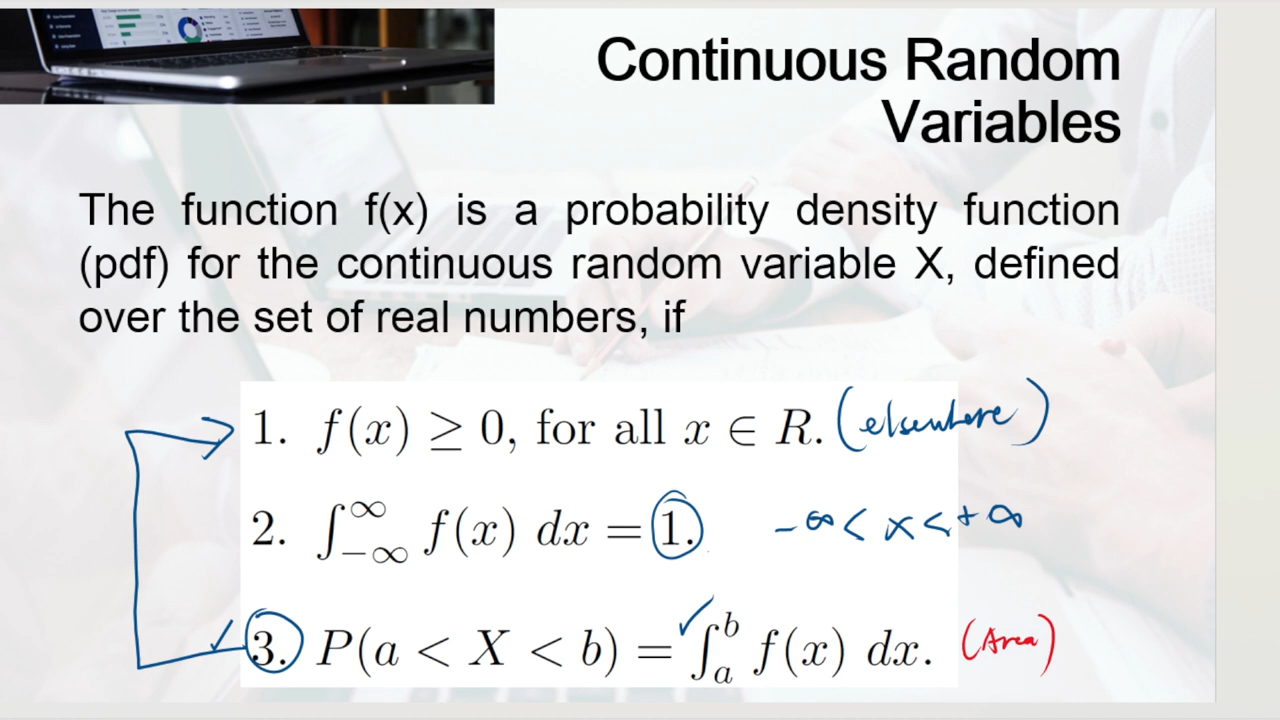 Continuous Random
Variables
The function f(x) is a probability density function
(pdf) for the continuous random variable X, defined
over the set of real numbers, if
1. f(x) ≥ 0, for all x ∈ R. (elsewhere)
2. ∫_{-∞}^{∞} f(x) dx = 1. -∞ < x < +∞
3. P(a < X < b) = ∫_a^b f(x) dx. (Area)